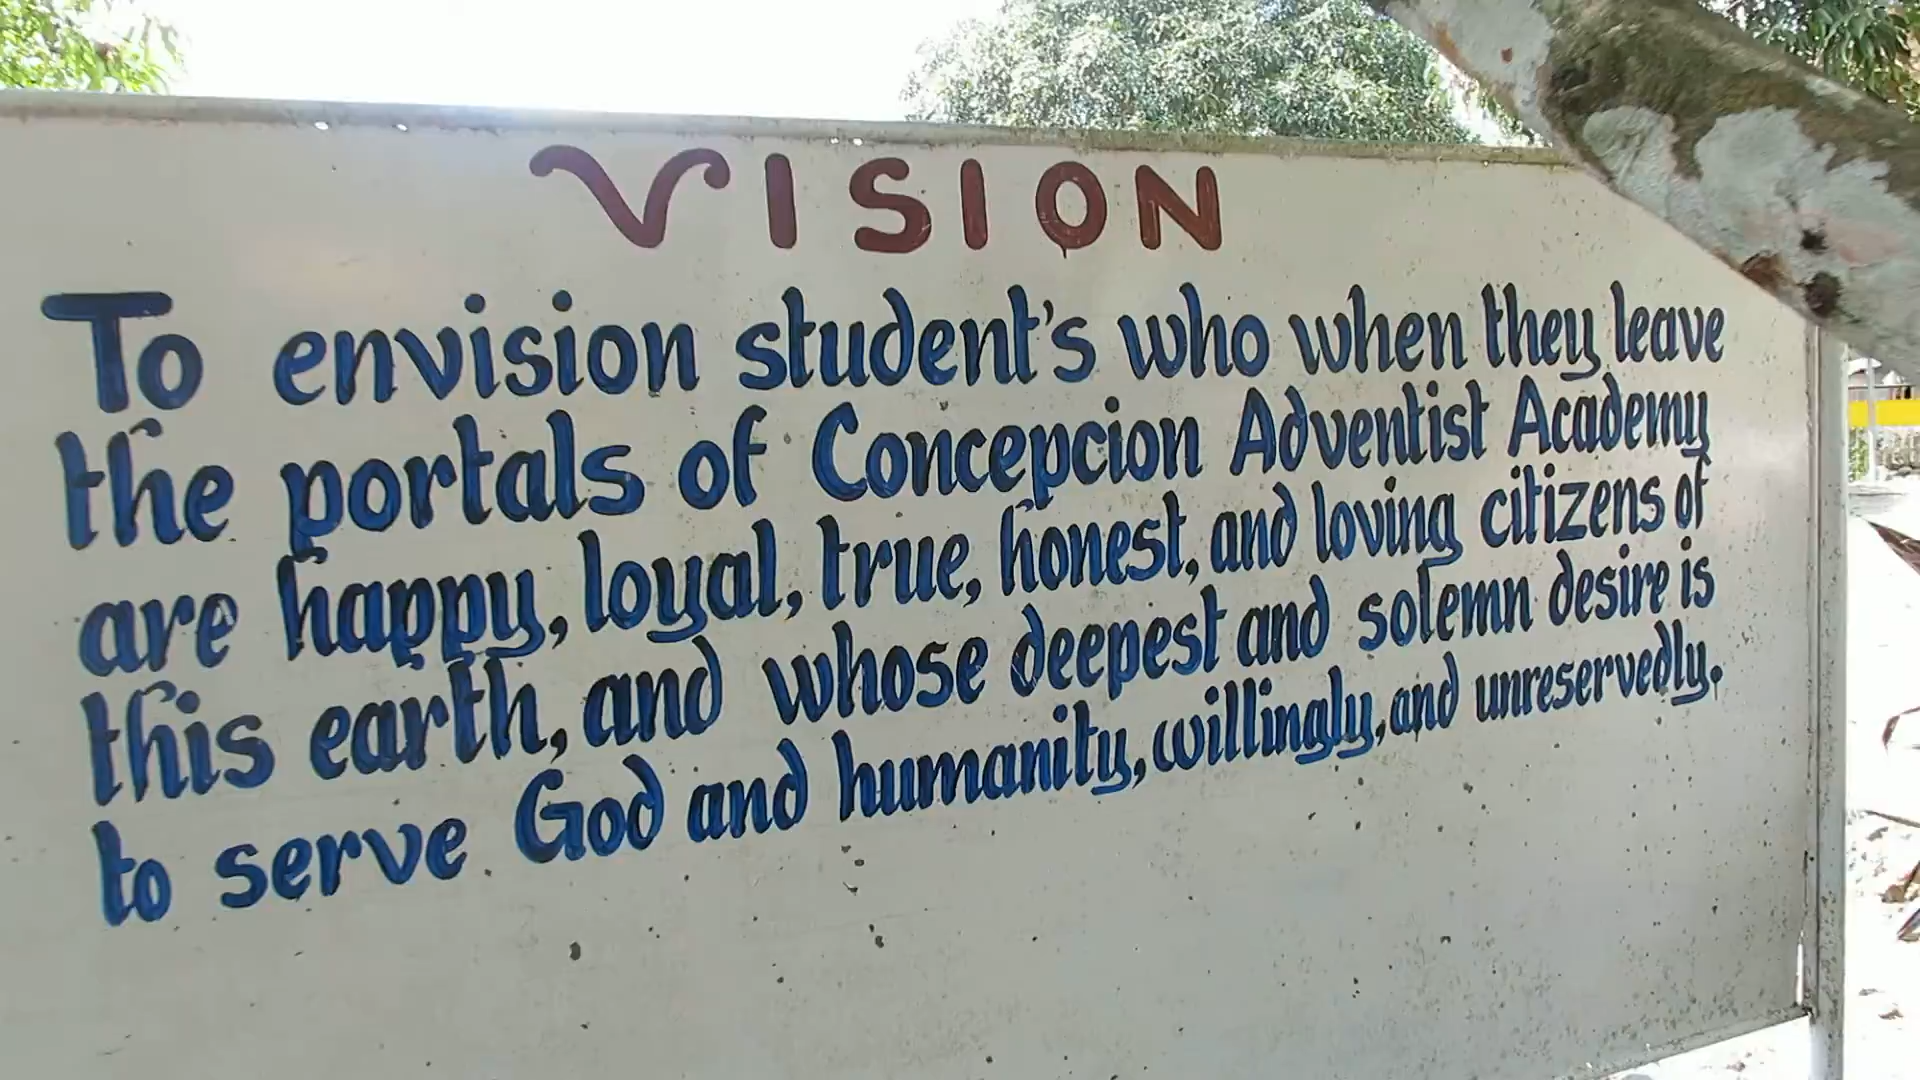 VISION
To envision student's who when they leave
the portals of Concepcion Adventist Academy
are happy, loyal, true, honest, and loving citizens of
this earth, and whose deepest and solemn desire is
to serve God and humanity, willingly, and unreservedly.